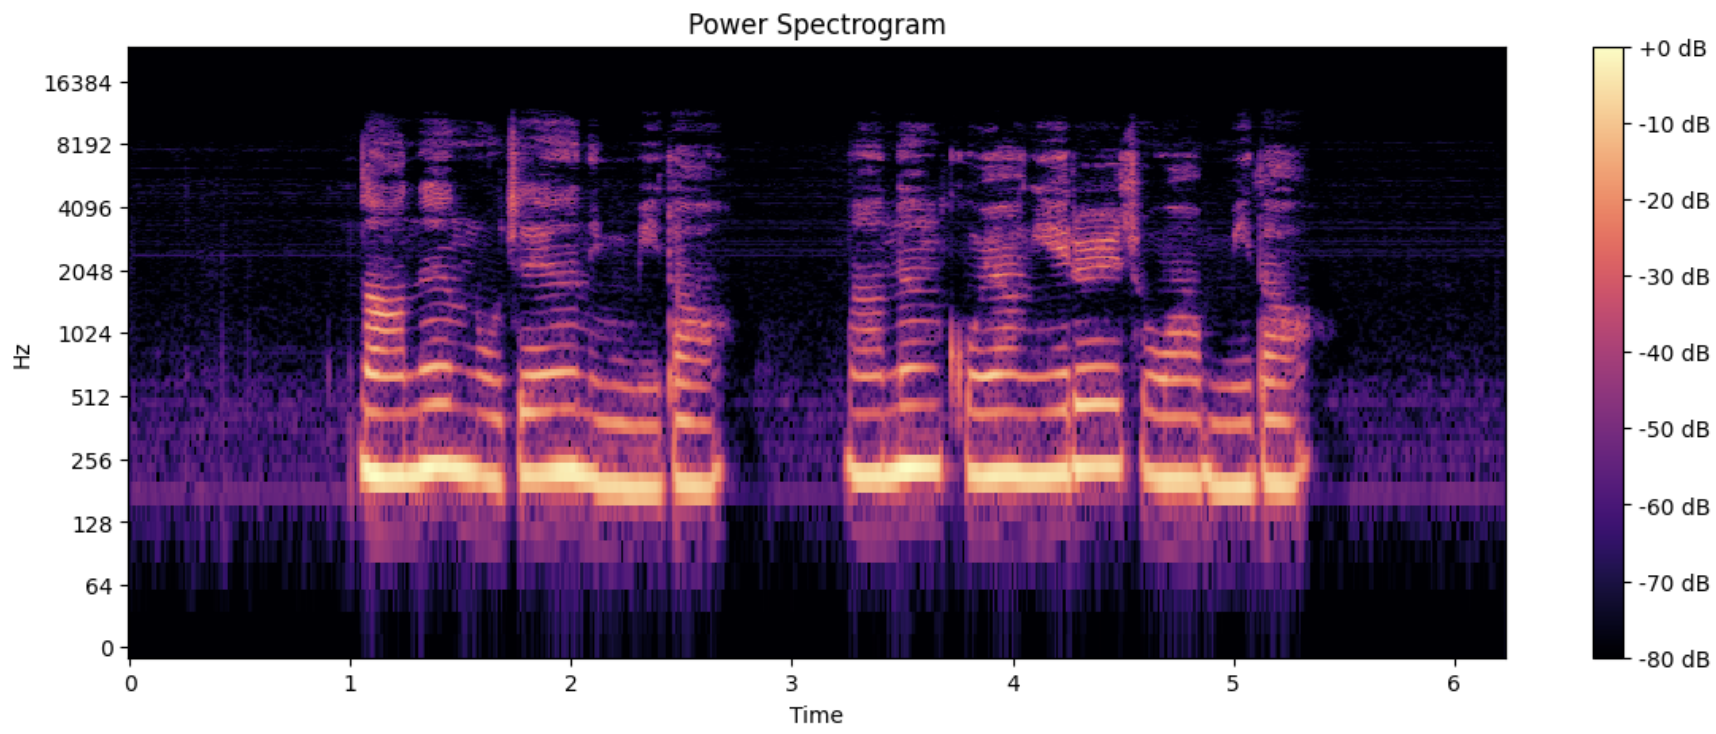 Power Spectrogram
Hz
16384
8192
4096
2048
1024
512
256
128
64
0
0 1 2 3 4 5 6
Time
+0 dB
-10 dB
-20 dB
-30 dB
-40 dB
-50 dB
-60 dB
-70 dB
-80 dB